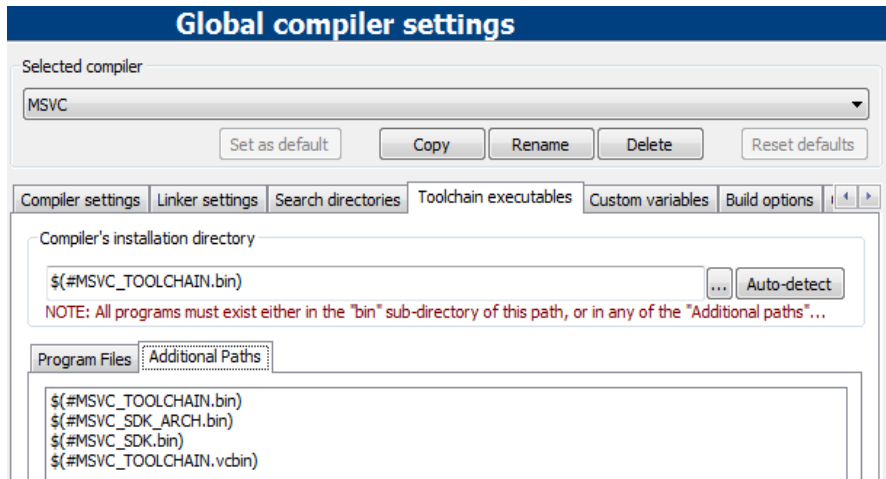 Global compiler settings
Selected compiler
MSVC
Set as default Copy Rename Delete Reset defaults
Compiler settings Linker settings Search directories Toolchain executables Custom variables Build options
Compiler's installation directory
$(#MSVC_TOOLCHAIN.bin) ... Auto-detect
NOTE: All programs must exist either in the "bin" sub-directory of this path, or in any of the "Additional paths"...
Program Files Additional Paths
$(#MSVC_TOOLCHAIN.bin)
$(#MSVC_SDK_ARCH.bin)
$(#MSVC_SDK.bin)
$(#MSVC_TOOLCHAIN.vcbin)